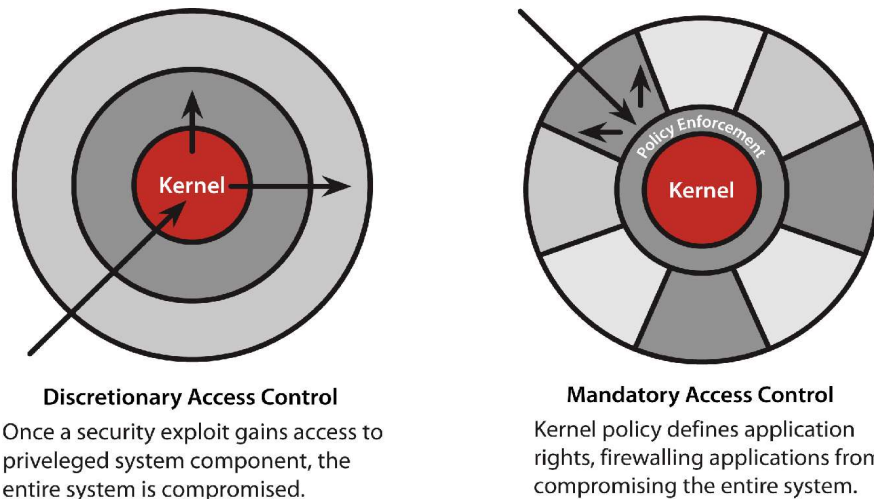 Kernel
Discretionary Access Control
Once a security exploit gains access to
priveleged system component, the
entire system is compromised.
Policy Enforcement
Kernel
Mandatory Access Control
Kernel policy defines application
rights, firewalling applications from
compromising the entire system.